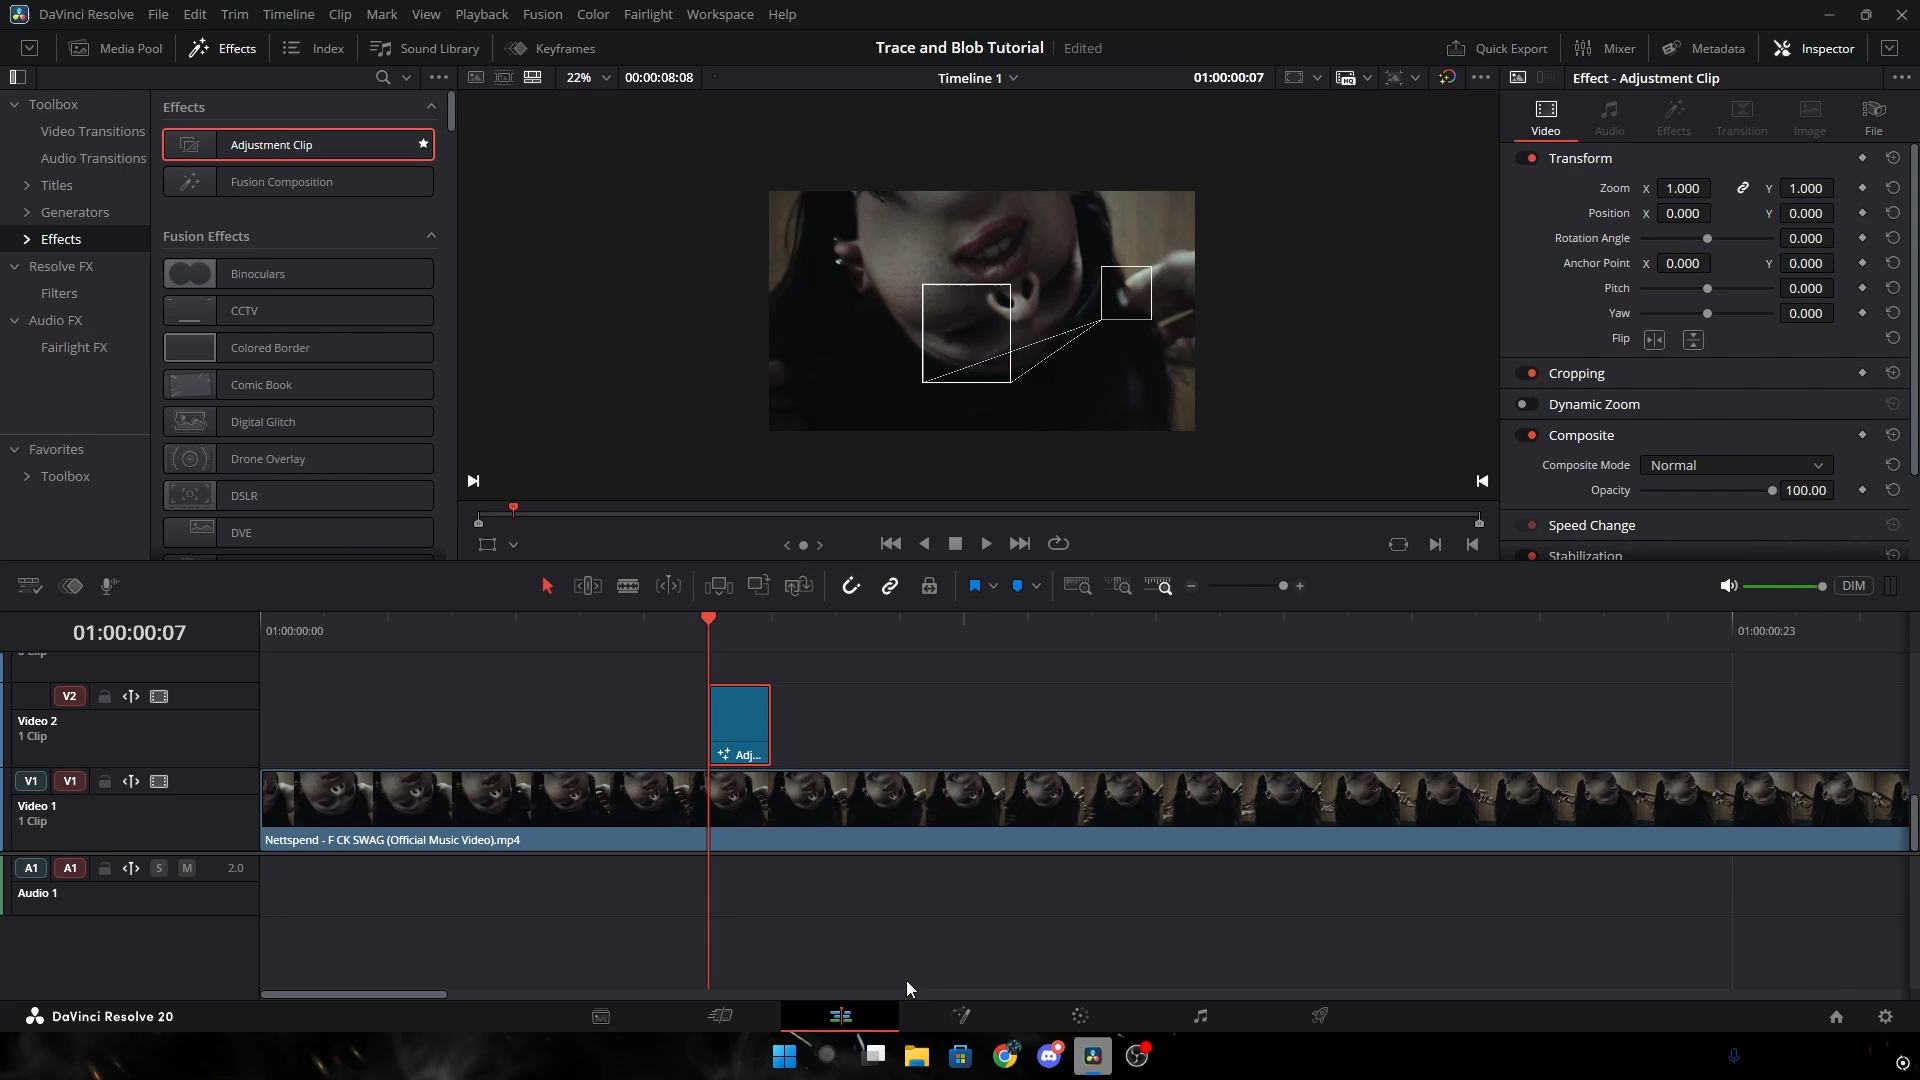 DaVinci Resolve File Edit Trim Timeline Clip Mark View Playback Fusion Color Fairlight Workspace Help
Media Pool Effects Index Sound Library Keyframes Trace and Blob Tutorial Edited Quick Export Mixer Metadata Inspector
22% 00:00:08:08 Timeline 1 01:00:00:07 Effect - Adjustment Clip
Toolbox
Video Transitions
Audio Transitions
Titles
Generators
Effects
Resolve FX
Filters
Audio FX
Fairlight FX
Favorites
Toolbox
Effects
Adjustment Clip
Fusion Composition
Fusion Effects
Binoculars
CCTV
Colored Border
Comic Book
Digital Glitch
Drone Overlay
DSLR
DVE
Video Audio Effects Transition Image File
Transform
Zoom X 1.000 Y 1.000
Position X 0.000 Y 0.000
Rotation Angle 0.000
Anchor Point X 0.000 Y 0.000
Pitch 0.000
Yaw 0.000
Flip
Cropping
Dynamic Zoom
Composite
Composite Mode Normal
Opacity 100.00
Speed Change
Stabilization
DIM
01:00:00:07 01:00:00:00 01:00:00:23
V2
Video 2
1 Clip
Adj...
V1 V1
Video 1
1 Clip
Nettspend - F CK SWAG (Official Music Video).mp4
A1 A1 S M 2.0
Audio 1
DaVinci Resolve 20